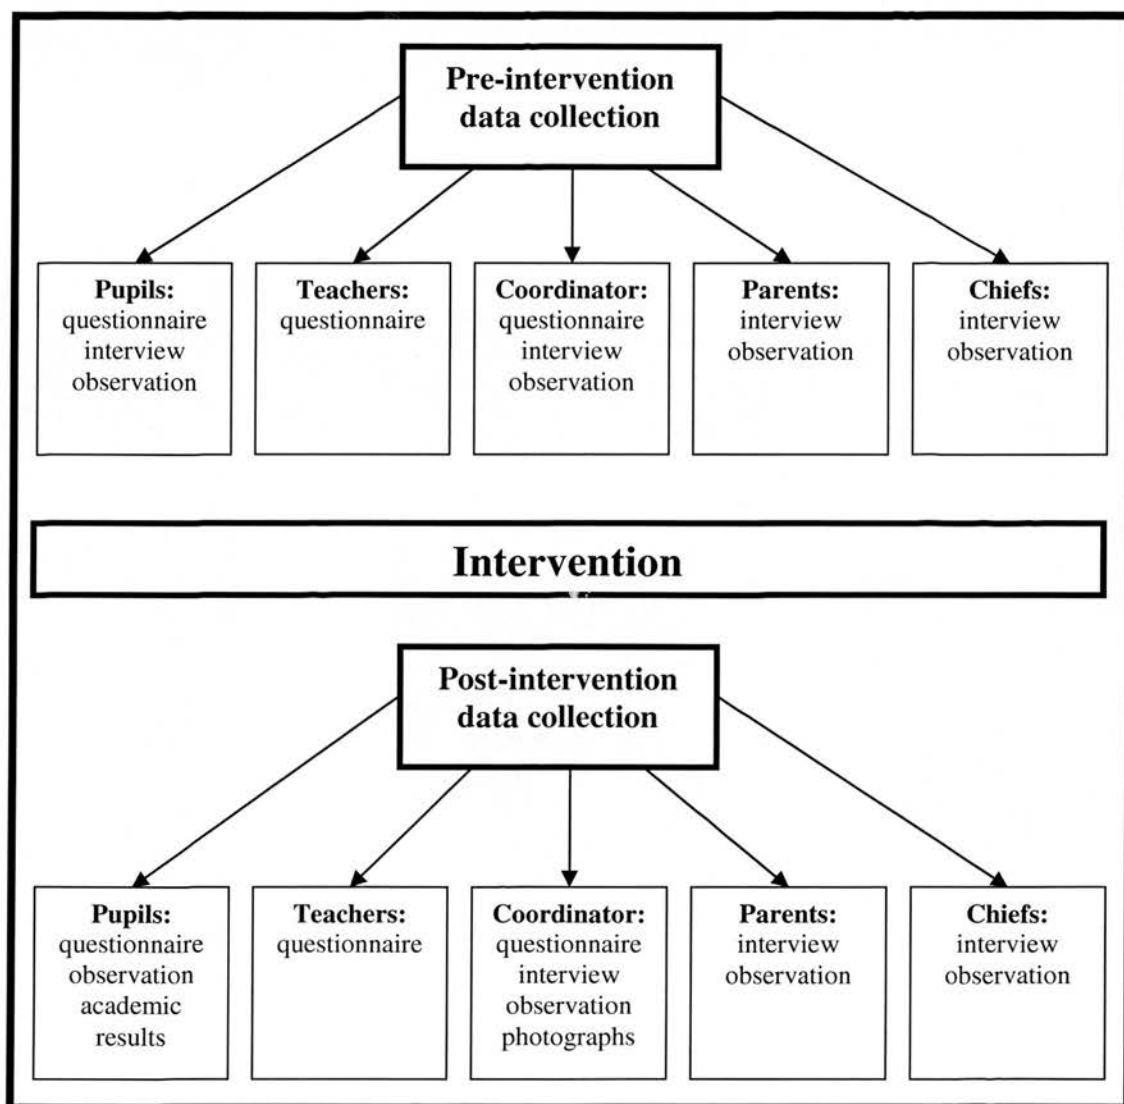 Pre-intervention
data collection
Pupils:
questionnaire
interview
observation
Teachers:
questionnaire
Coordinator:
questionnaire
interview
observation
Parents:
interview
observation
Chiefs:
interview
observation
Intervention
Post-intervention
data collection
Pupils:
questionnaire
observation
academic
results
Teachers:
questionnaire
Coordinator:
questionnaire
interview
observation
photographs
Parents:
interview
observation
Chiefs:
interview
observation